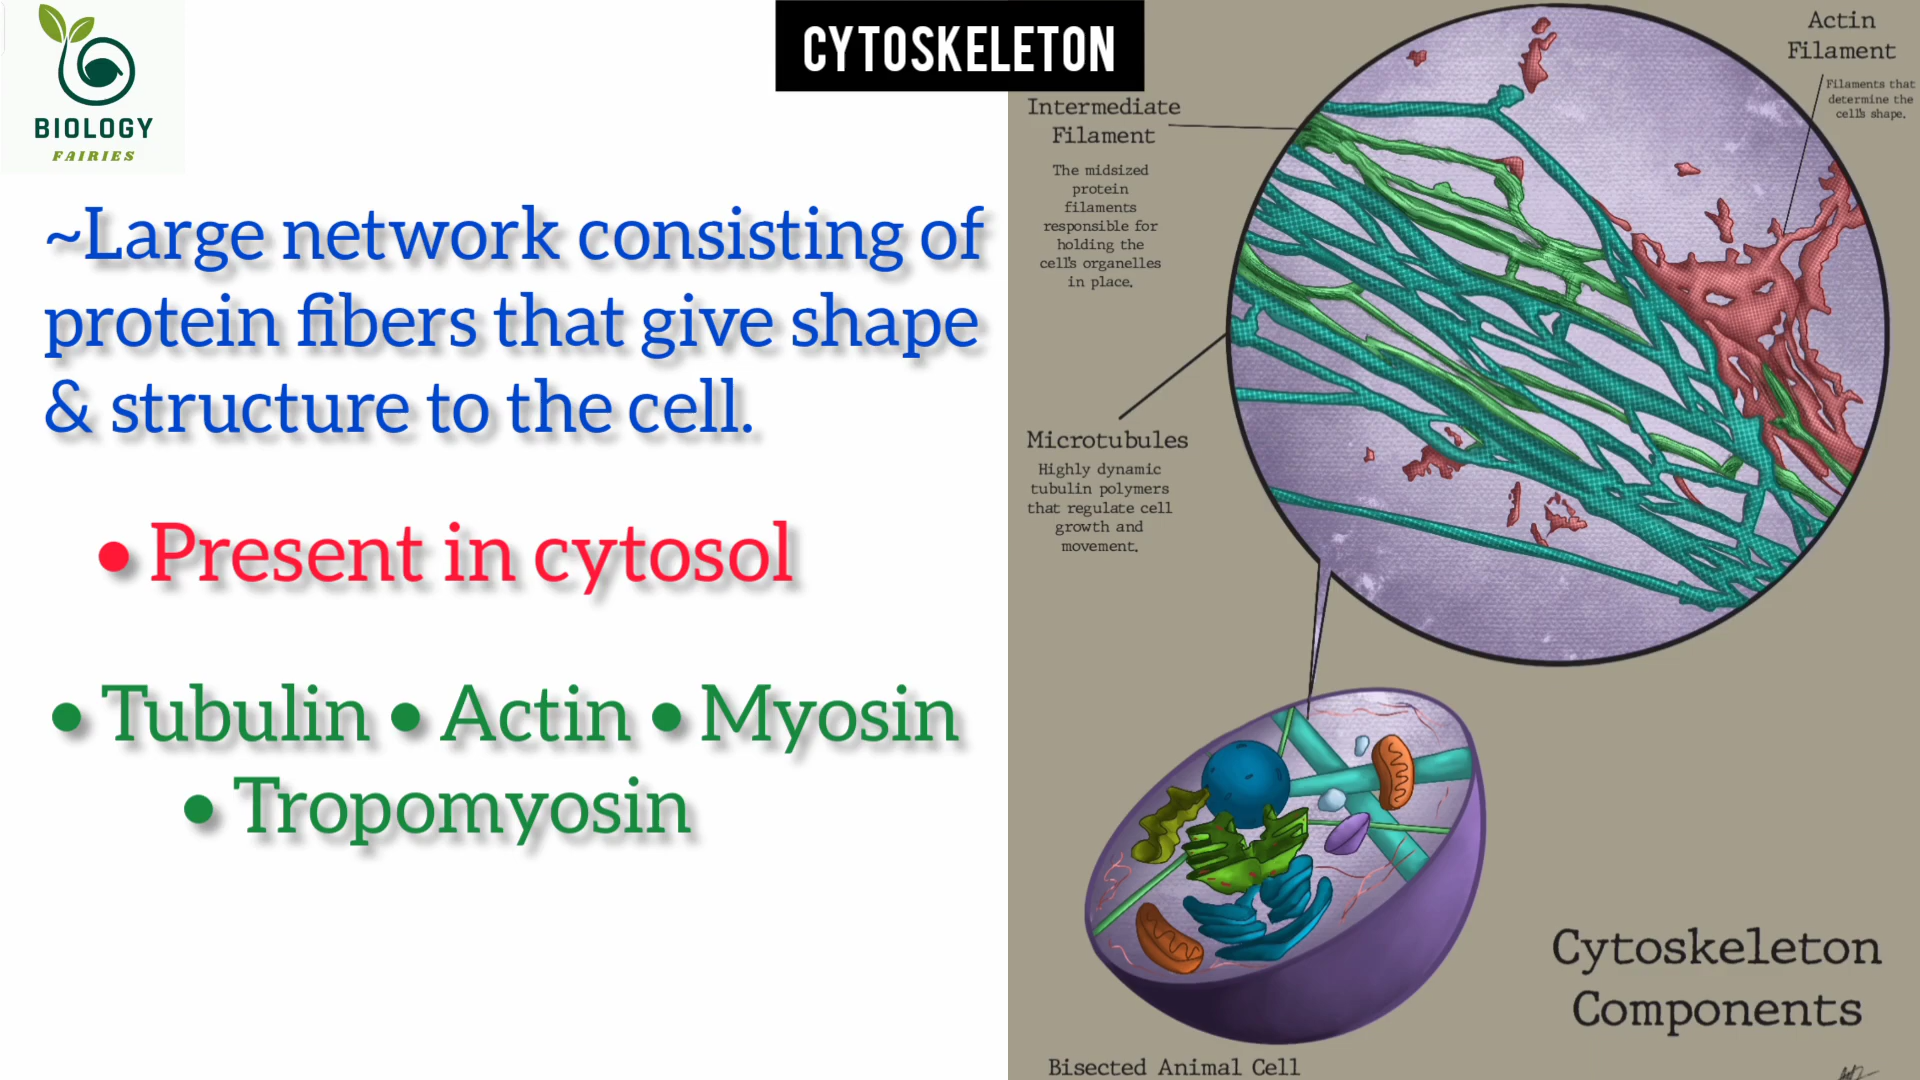 BIOLOGY
FAIRIES
CYTOSKELETON
~Large network consisting of
protein fibers that give shape
& structure to the cell.
• Present in cytosol
• Tubulin • Actin • Myosin
• Tropomyosin
Intermediate
Filament
The midsized
protein
filaments
responsible for
holding the
cell's organelles
in place.
Microtubules
Highly dynamic
tubulin polymers
that regulate cell
growth and
movement.
Actin
Filament
Filaments that
determine the
cell's shape.
Cytoskeleton
Components
Bisected Animal Cell